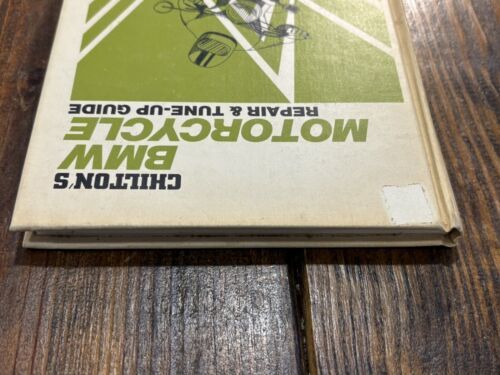 CHILTON'S
BMW
MOTORCYCLE
REPAIR & TUNE-UP GUIDE